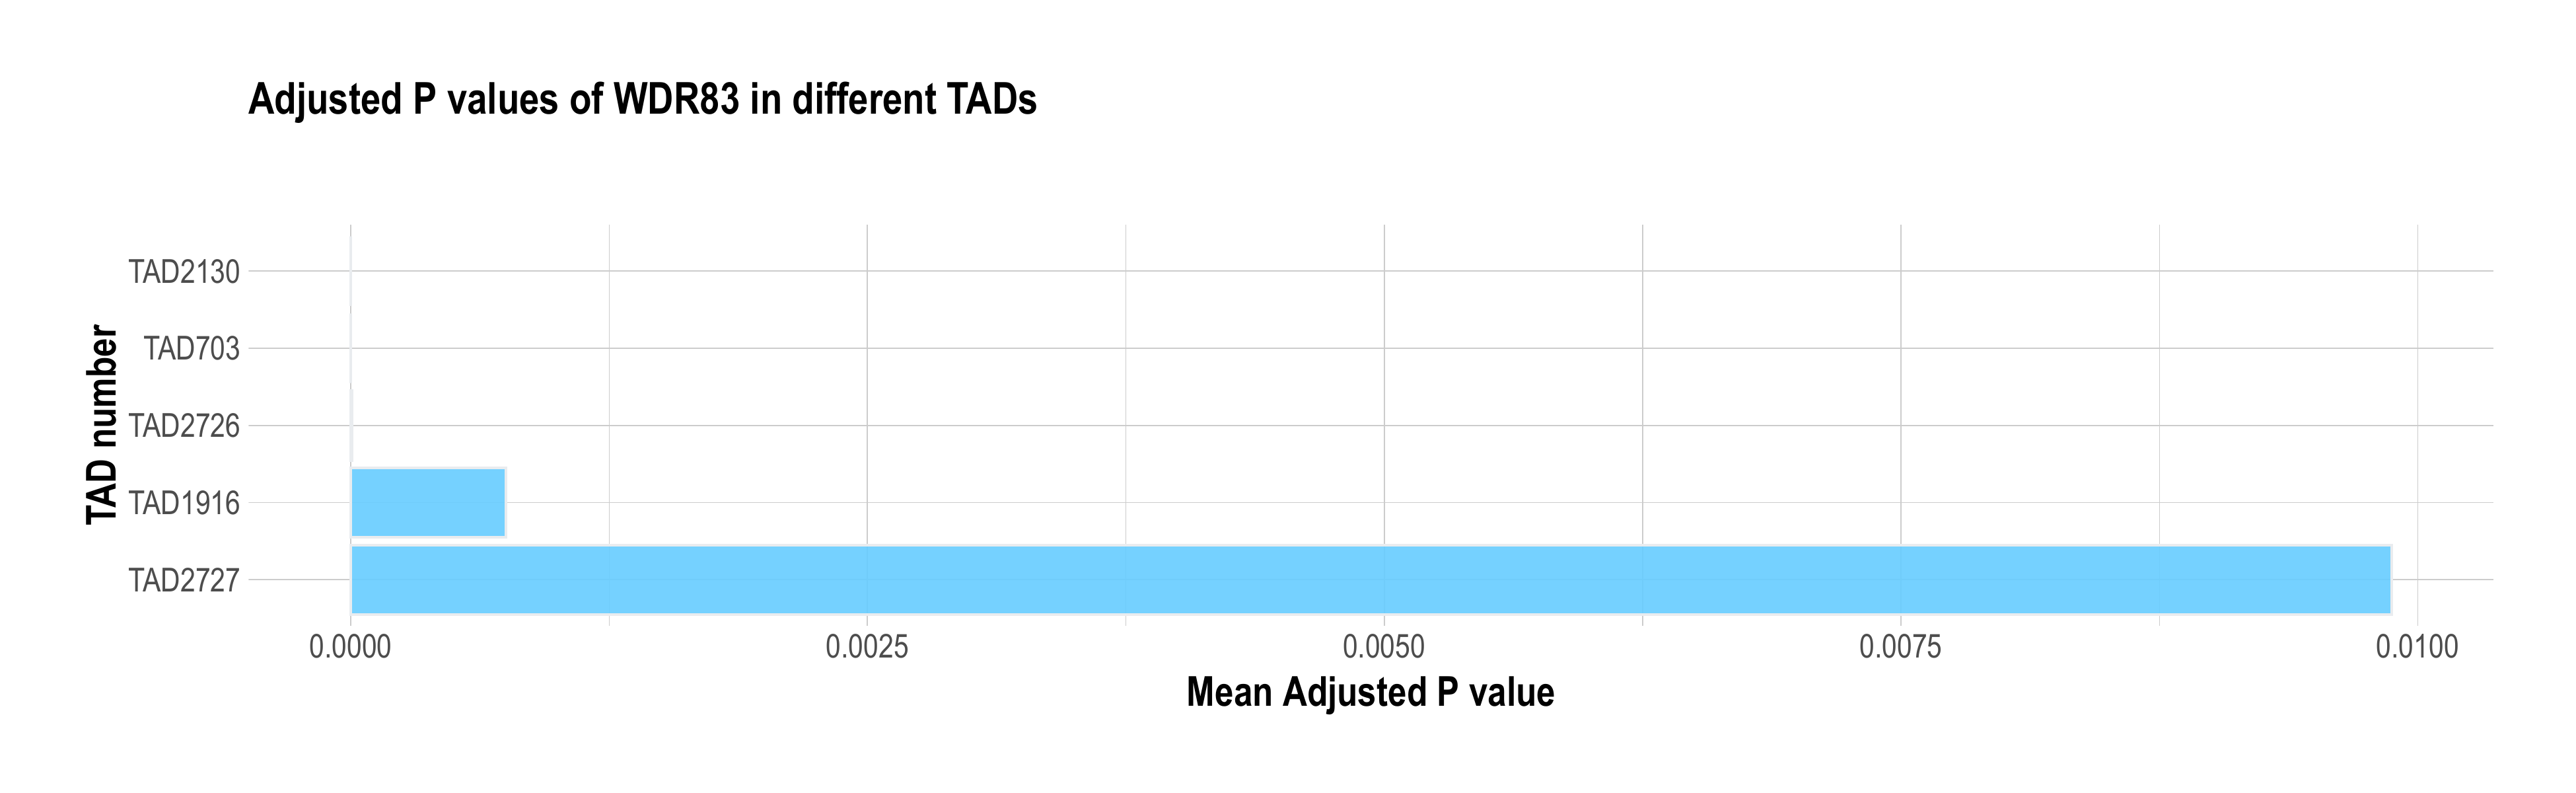 Adjusted P values of WDR83 in different TADs
TAD number
TAD2130
TAD703
TAD2726
TAD1916
TAD2727
0.0000 0.0025 0.0050 0.0075 0.0100
Mean Adjusted P value